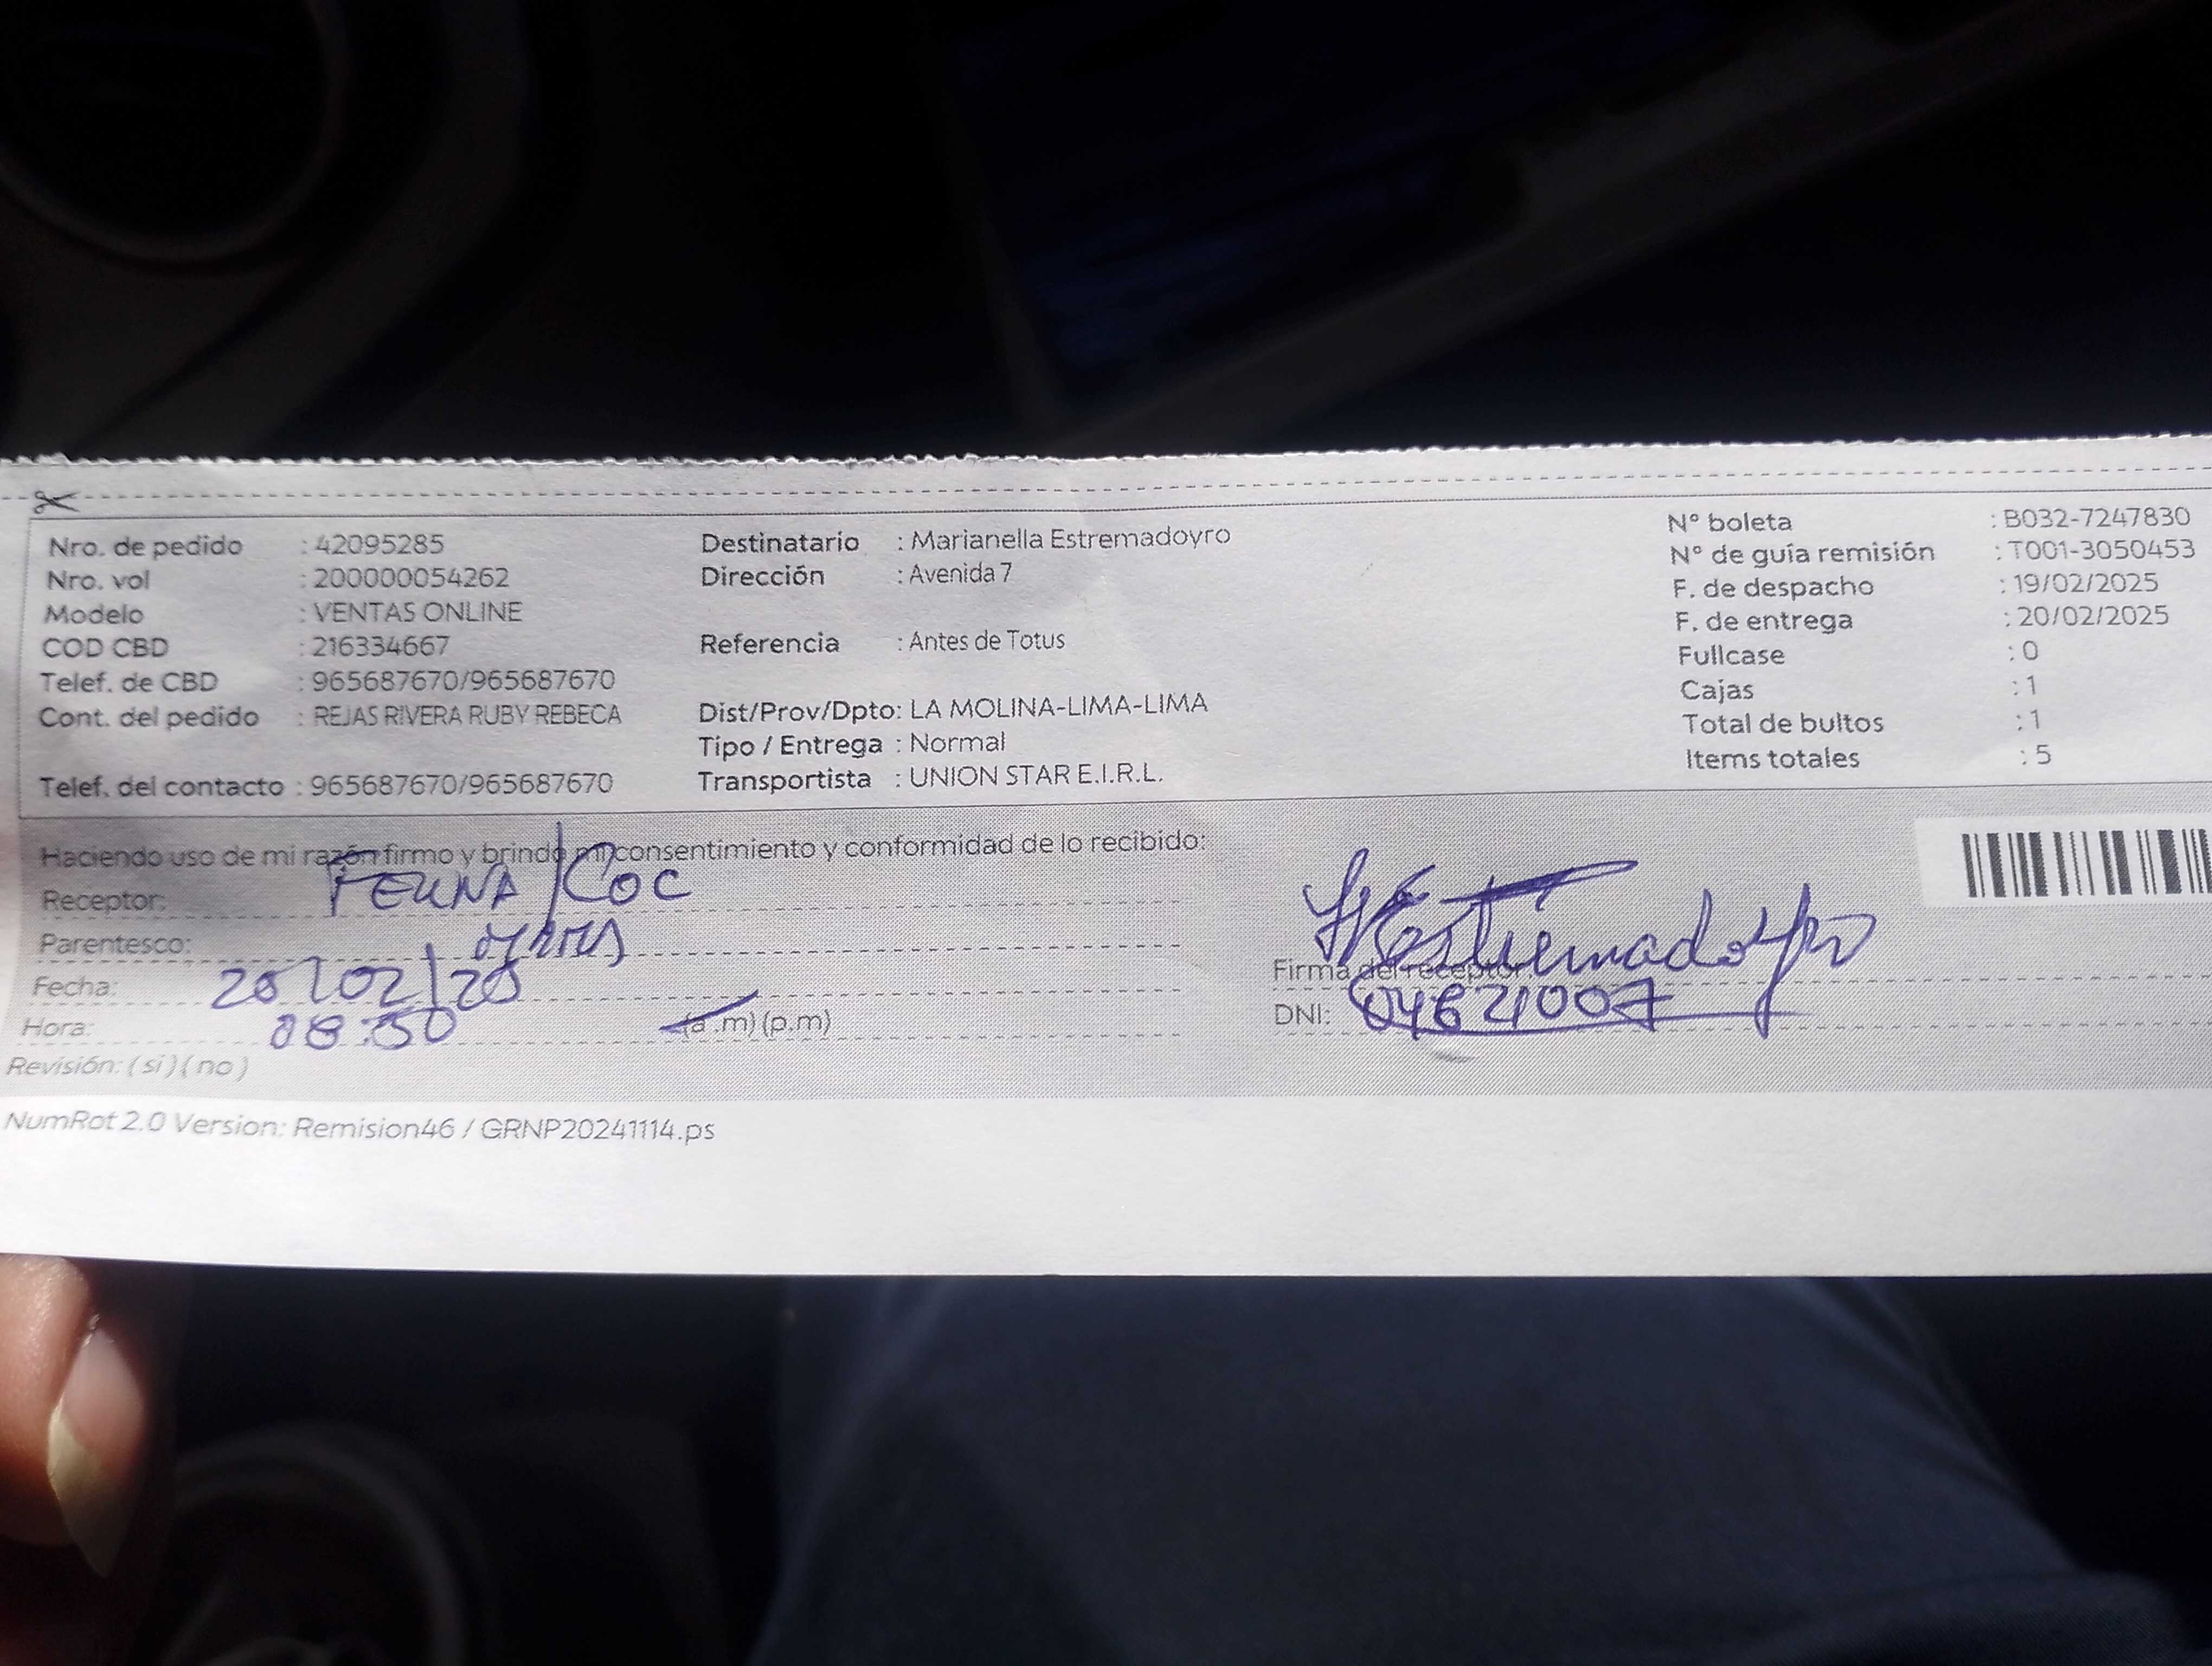 Nro. de pedido : 42095285
Nro. vol : 200000054262
Modelo : VENTAS ONLINE
COD CBD : 216334667
Telef. de CBD : 965687670/965687670
Cont. del pedido : REJAS RIVERA RUBY REBECA
Telef. del contacto : 965687670/965687670
Destinatario : Marianella Estremadoyro
Dirección : Avenida 7
Referencia : Antes de Totus
Dist/Prov/Dpto: LA MOLINA-LIMA-LIMA
Tipo / Entrega : Normal
Transportista : UNION STAR E.I.R.L.
N° boleta : B032-7247830
N° de guía remisión : T001-3050453
F. de despacho : 19/02/2025
F. de entrega : 20/02/2025
Fullcase : 0
Cajas : 1
Total de bultos : 1
Items totales : 5
Haciendo uso de mi razón firmo y brindo mi consentimiento y conformidad de lo recibido:
Receptor:
Parentesco:
Fecha: 20/02/25
Hora: 08:50 (a.m) (p.m)
Revisión: (si) (no)
Estremadoyro
Firma del receptor:
DNI:
NumRot 2.0 Version: Remision46 / GRNP20241114.ps